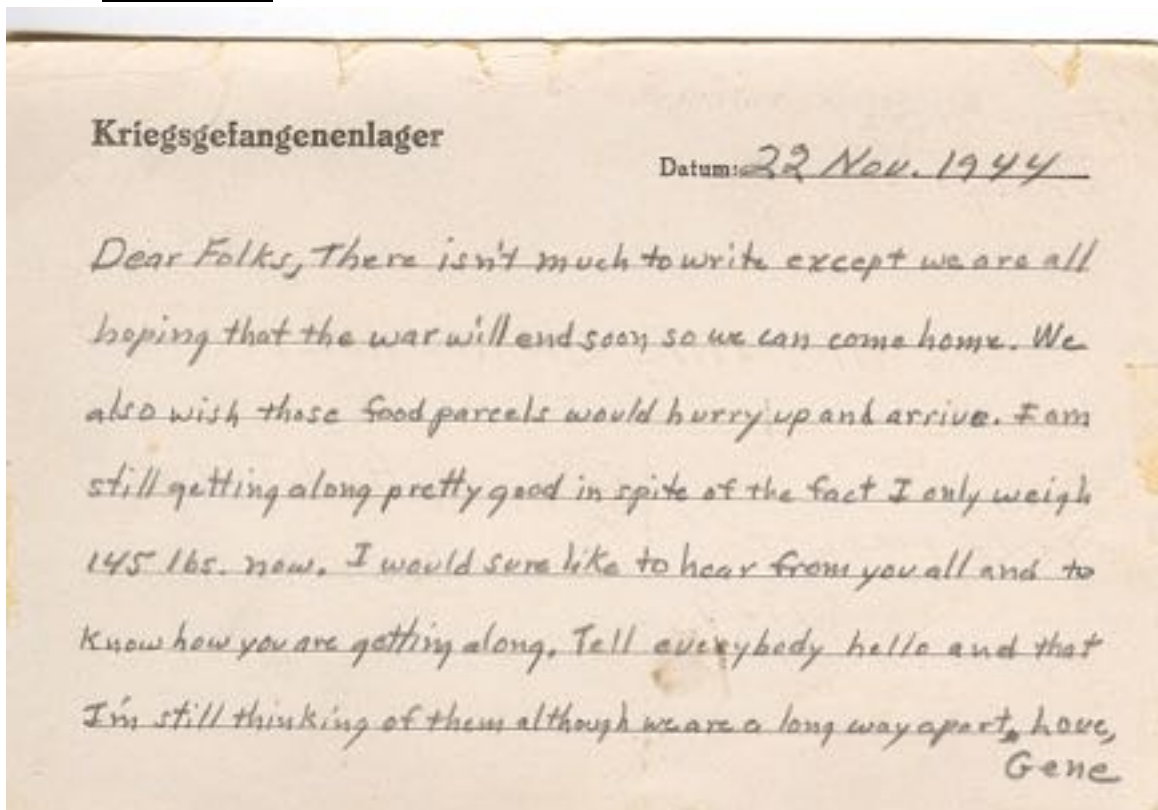 Kriegsgefangenenlager
Datum: 22 Nov. 1944
Dear Folks, There isn't much to write except we are all
hoping that the war will end soon so we can come home. We
also wish those food parcels would hurry up and arrive. I am
still getting along pretty good in spite of the fact I only weigh
145 lbs. now. I would sure like to hear from you all and to
know how you are getting along. Tell everybody hello and that
I'm still thinking of them although we are a long way apart. Love,
Gene